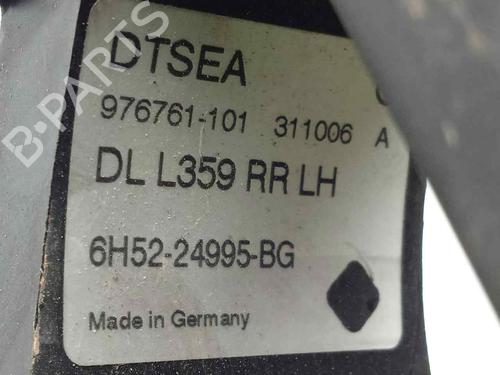 DTSEA
976761-101 311006 A
DL L359 RR LH
6H52-24995-BG
Made in Germany
B-PARTS